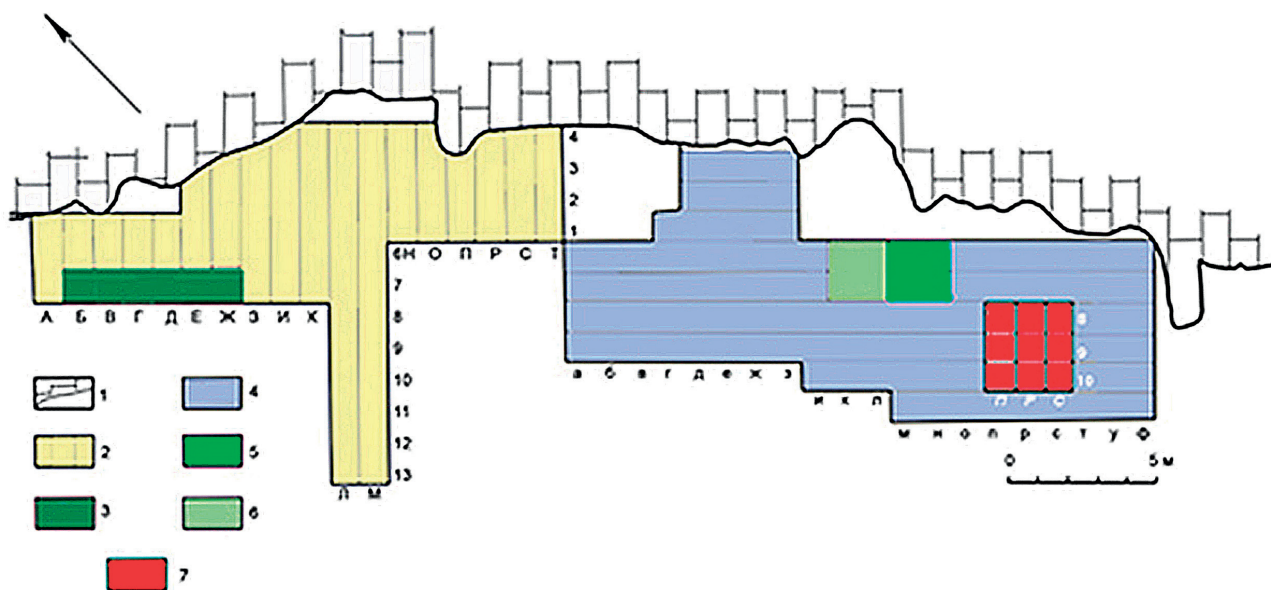 4
3
2
1
6 Н О П Р С Т
7
А Б В Г Д Е Ж З И К
8
9
10
11
12
13
Л М
а б в г д е ж з
и к л
м н о п р с т у ф
8
9
10
П Р С
0 5 м
1
2
3
4
5
6
7